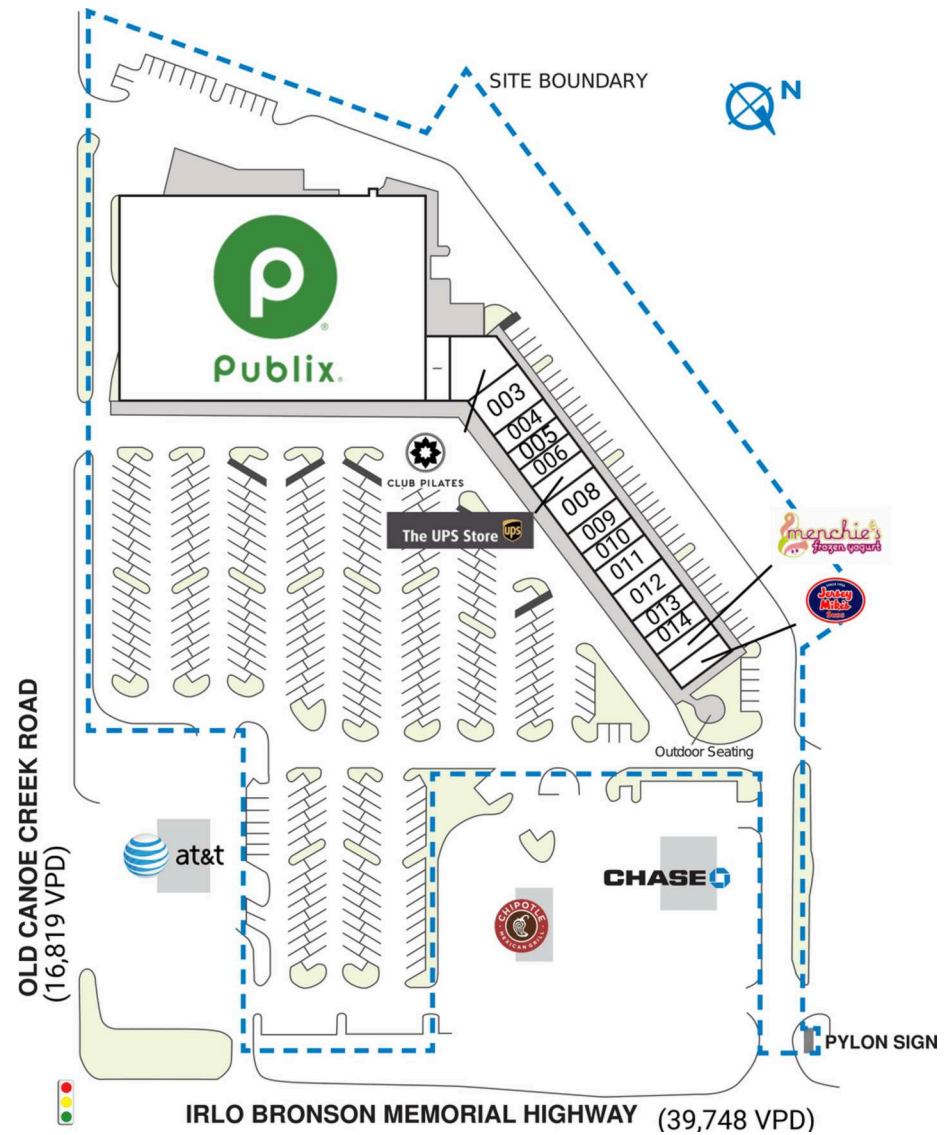 SITE BOUNDARY
N
Publix.
003
004
005
006
CLUB PILATES
The UPS Store ups
008
009
010
011
012
013
014
menchie's
frozen yogurt
Jersey
Mike's
Subs
Outdoor Seating
OLD CANOE CREEK ROAD
(16,819 VPD)
at&t
CHASE
CHIPOTLE
MEXICAN GRILL
PYLON SIGN
IRLO BRONSON MEMORIAL HIGHWAY (39,748 VPD)